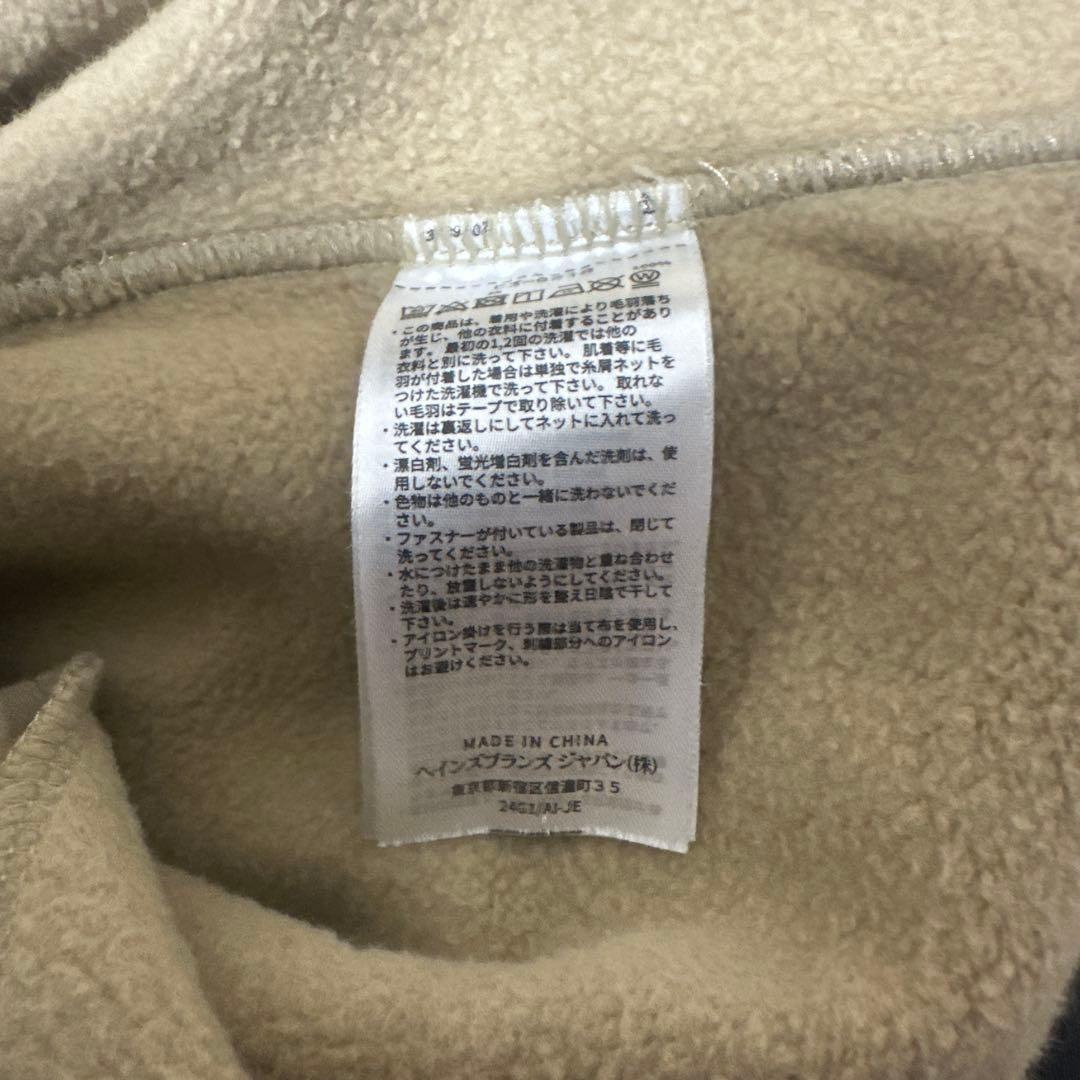 3 9 0
・この商品は、着用や洗濯により毛羽落ち
が生じ、他の衣料に付着することがあり
ます。最初の1,2回の洗濯では他の
衣料と別に洗って下さい。肌着等に毛
羽が付着した場合は単独で糸屑ネットを
つけた洗濯機で洗って下さい。取れな
い毛羽はテープで取り除いて下さい。
・洗濯は裏返しにしてネットに入れて洗っ
てください。
・漂白剤、蛍光増白剤を含んだ洗剤は、使
用しないでください。
・色物は他のものと一緒に洗わないでくだ
さい。
・ファスナーが付いている製品は、閉じて
洗ってください。
・水につけたまま他の洗濯物と重ね合わせ
たり、放置しないようにしてください。
・洗濯後は速やかに形を整え日陰で干して
下さい。
・アイロン掛けを行う際は当て布を使用し、
プリントマーク、刺繍部分へのアイロン
はお避けください。
MADE IN CHINA
ヘインズブランズ ジャパン(株)
東京都新宿区信濃町35
24G1/AI-JE